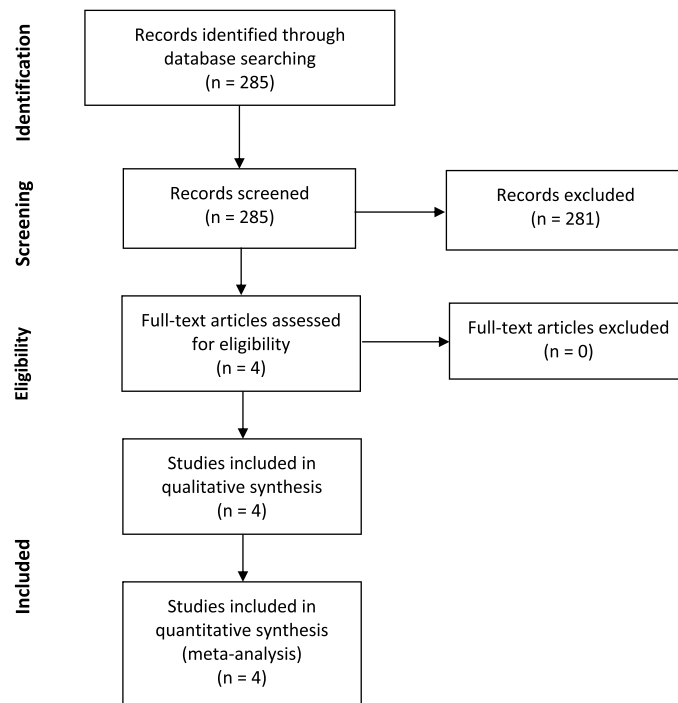 Identification
Records identified through
database searching
(n = 285)
Screening
Records screened
(n = 285)
Records excluded
(n = 281)
Eligibility
Full-text articles assessed
for eligibility
(n = 4)
Full-text articles excluded
(n = 0)
Included
Studies included in
qualitative synthesis
(n = 4)
Studies included in
quantitative synthesis
(meta-analysis)
(n = 4)